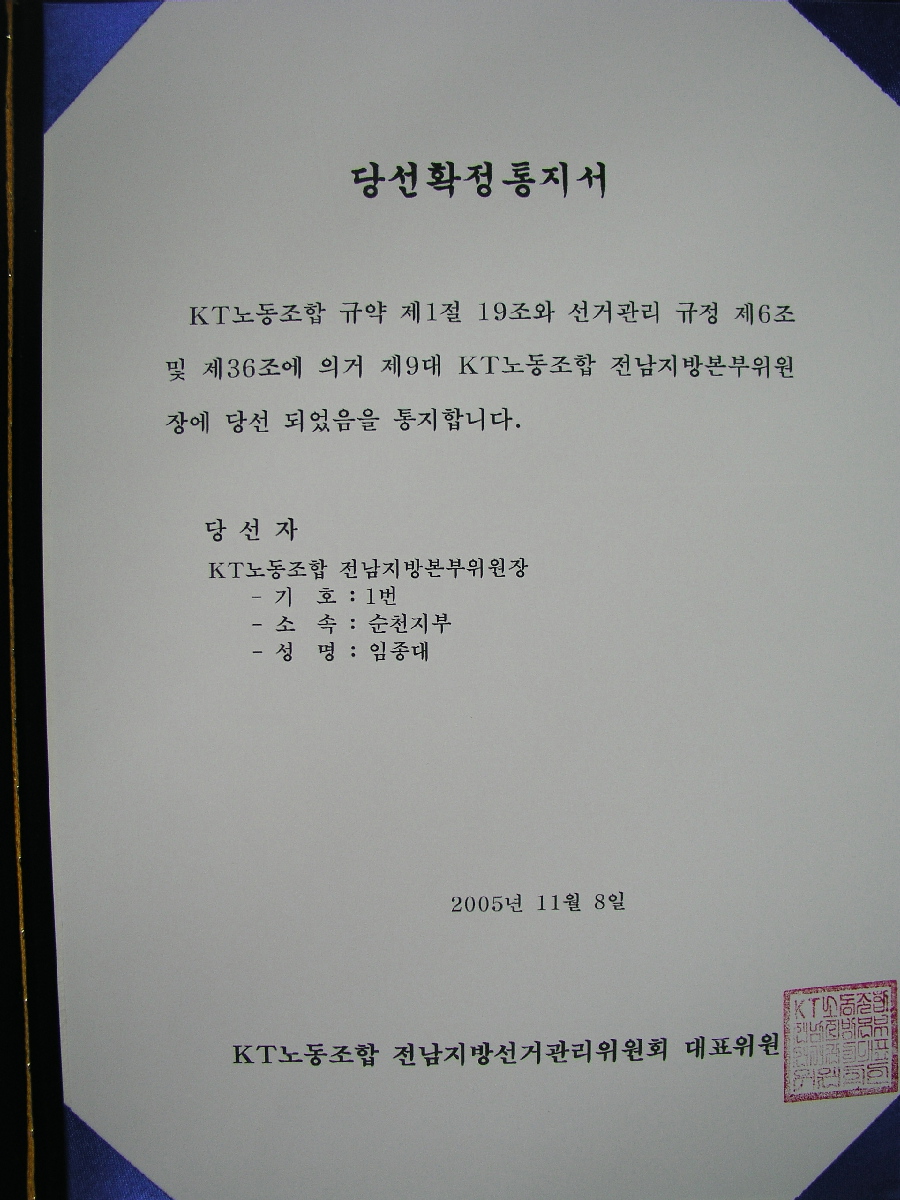 당선확정통지서
KT노동조합 규약 제1절 19조와 선거관리 규정 제6조
및 제36조에 의거 제9대 KT노동조합 전남지방본부위원
장에 당선 되었음을 통지합니다.
당 선 자
KT노동조합 전남지방본부위원장
- 기 호 : 1번
- 소 속 : 순천지부
- 성 명 : 임종대
2005년 11월 8일
KT노동조합 전남지방선거관리위원회 대표위원
KT노동조합